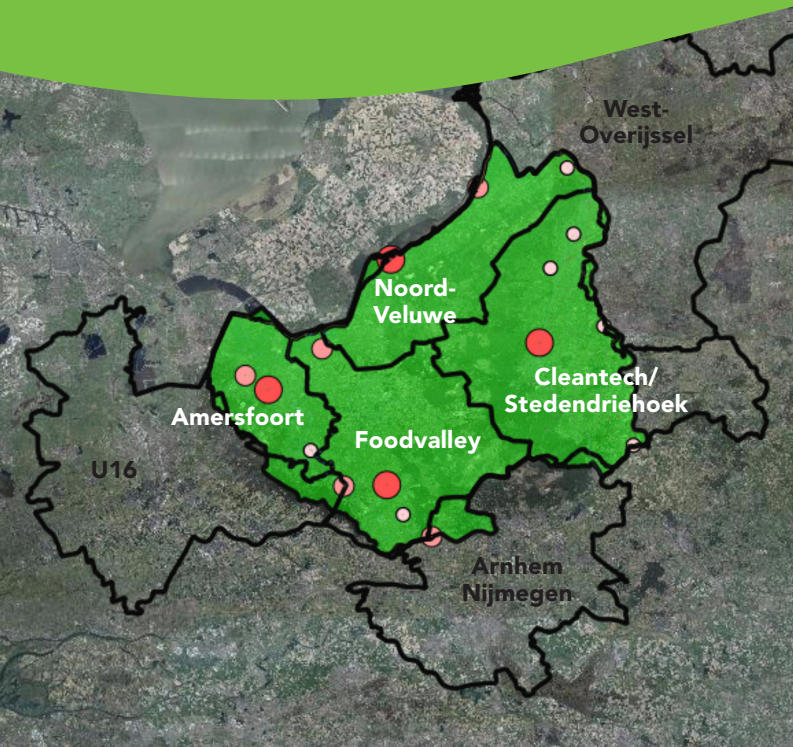 West-
Overijssel
Noord-
Veluwe
Cleantech/
Stedendriehoek
Amersfoort
Foodvalley
U16
Arnhem
Nijmegen